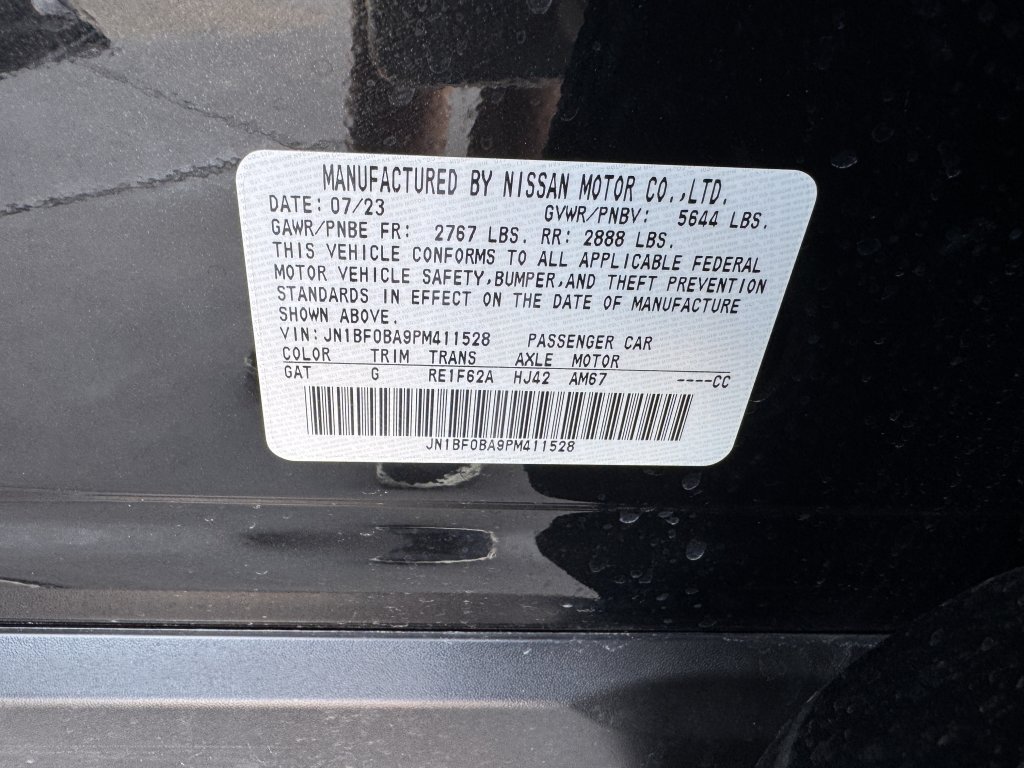 MANUFACTURED BY NISSAN MOTOR CO.,LTD.
DATE: 07/23 GVWR/PNBV: 5644 LBS.
GAWR/PNBE FR: 2767 LBS. RR: 2888 LBS.
THIS VEHICLE CONFORMS TO ALL APPLICABLE FEDERAL
MOTOR VEHICLE SAFETY,BUMPER,AND THEFT PREVENTION
STANDARDS IN EFFECT ON THE DATE OF MANUFACTURE
SHOWN ABOVE.
VIN: JN1BF0BA9PM411528 PASSENGER CAR
COLOR TRIM TRANS AXLE MOTOR
GAT G RE1F62A HJ42 AM67 ----CC
JN1BF0BA9PM411528